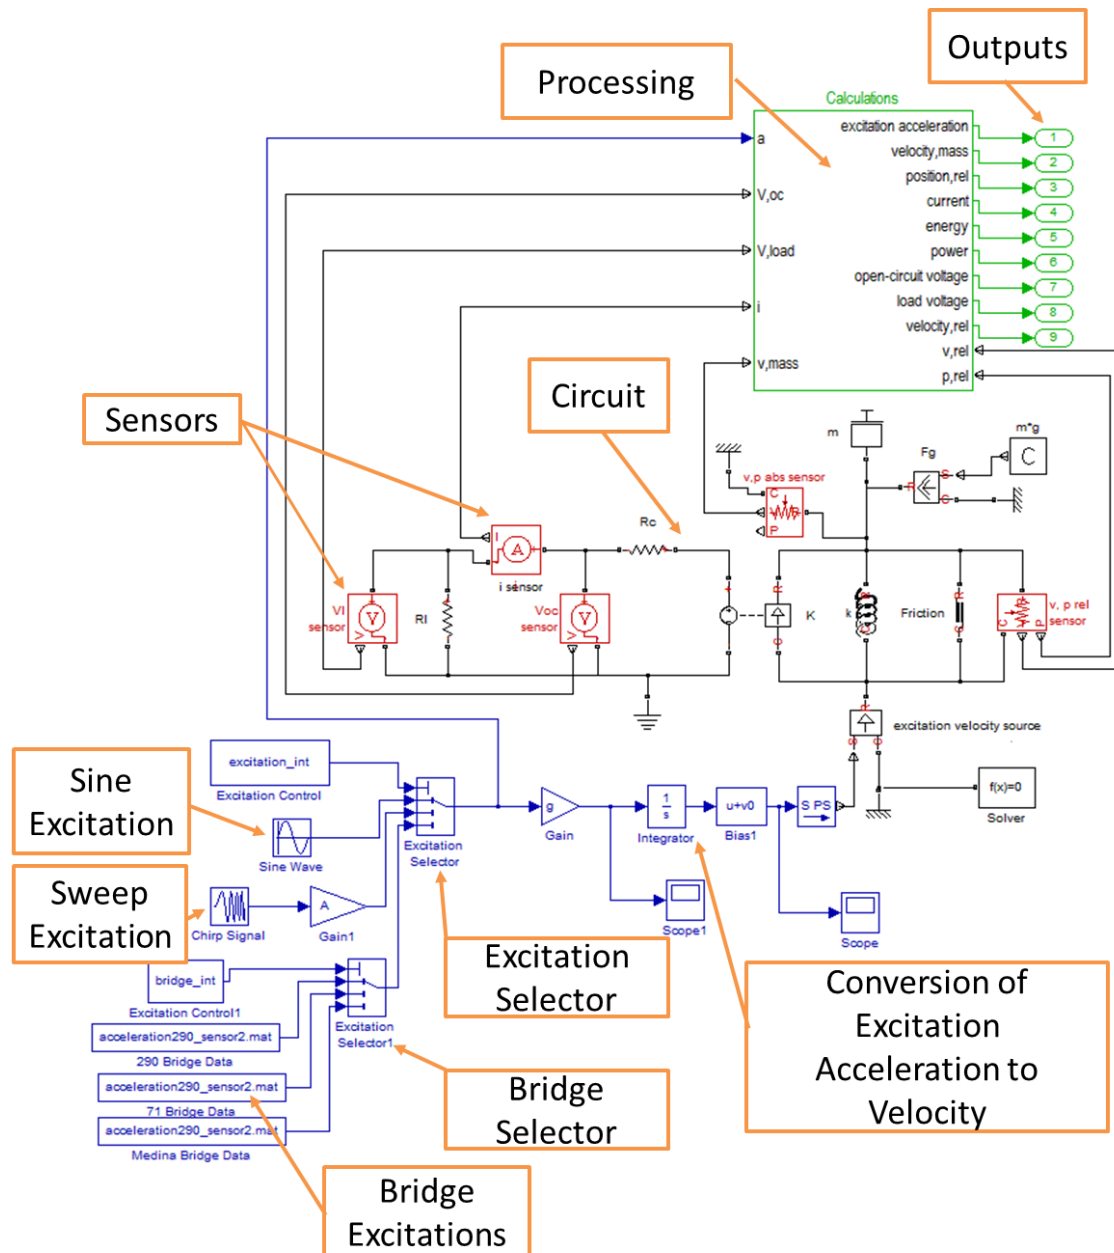 Outputs
Processing
Calculations
a
V,oc
V,load
i
v,mass
excitation acceleration
velocity,mass
position,rel
current
energy
power
open-circuit voltage
load voltage
velocity,rel
v,rel
p,rel
1
2
3
4
5
6
7
8
9
Sensors
Circuit
m
Fg
m*g
C
R
S
C
v,p abs sensor
C
V
R
P
Rc
I
A
i sensor
Vl
sensor
V
V
Rl
Voc
sensor
V
V
R
C
K
k
R
C
Friction
R
C
C
R
V
P
v, p rel
sensor
R
S
C
excitation velocity source
f(x)=0
Solver
Sine
Excitation
excitation_int
Excitation Control
Sine Wave
Excitation
Selector
g
Gain
1
s
Integrator
u+v0
Bias1
S PS
Sweep
Excitation
Chirp Signal
A
Gain1
Scope1
Scope
bridge_int
Excitation Control1
Excitation
Selector1
Excitation
Selector
Conversion of
Excitation
Acceleration to
Velocity
acceleration290_sensor2.mat
290 Bridge Data
acceleration290_sensor2.mat
71 Bridge Data
acceleration290_sensor2.mat
Medina Bridge Data
Bridge
Selector
Bridge
Excitations